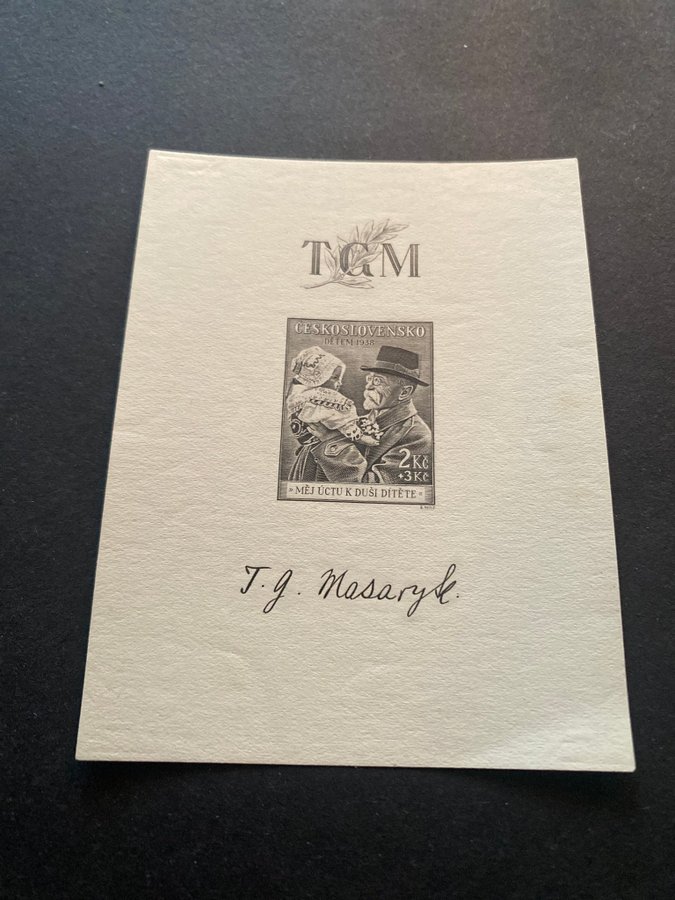 TGM
ČESKOSLOVENSKO
DĚTEM 1938
2 Kč
+3 Kč
» MĚJ ÚCTU K DUŠI DÍTĚTE «
T. G. Masaryk.